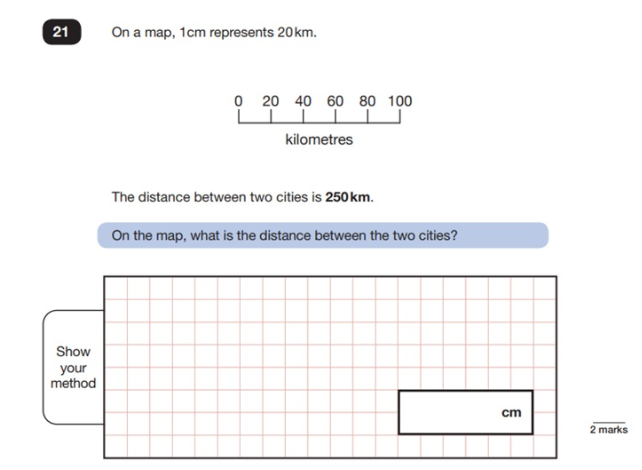 21 On a map, 1cm represents 20km.
0 20 40 60 80 100
kilometres
The distance between two cities is 250km.
On the map, what is the distance between the two cities?
Show
your
method
cm
2 marks